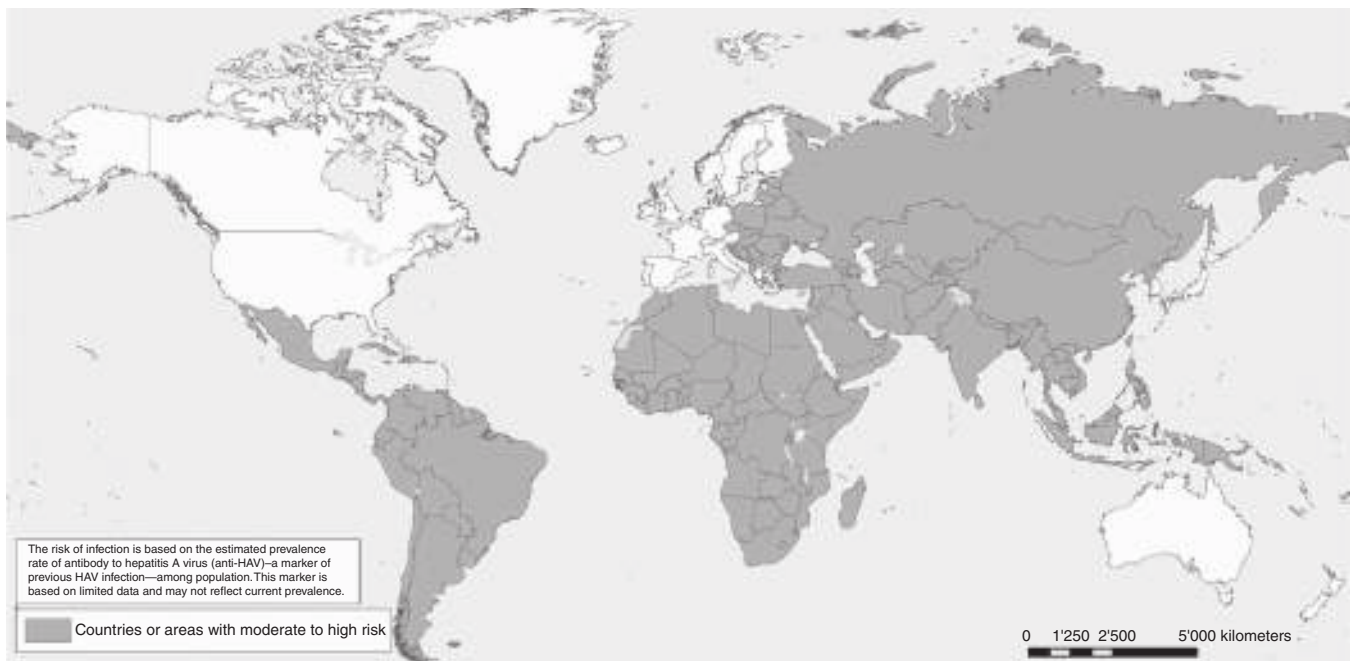 The risk of infection is based on the estimated prevalence
rate of antibody to hepatitis A virus (anti-HAV)–a marker of
previous HAV infection—among population. This marker is
based on limited data and may not reflect current prevalence.
Countries or areas with moderate to high risk
0 1'250 2'500 5'000 kilometers